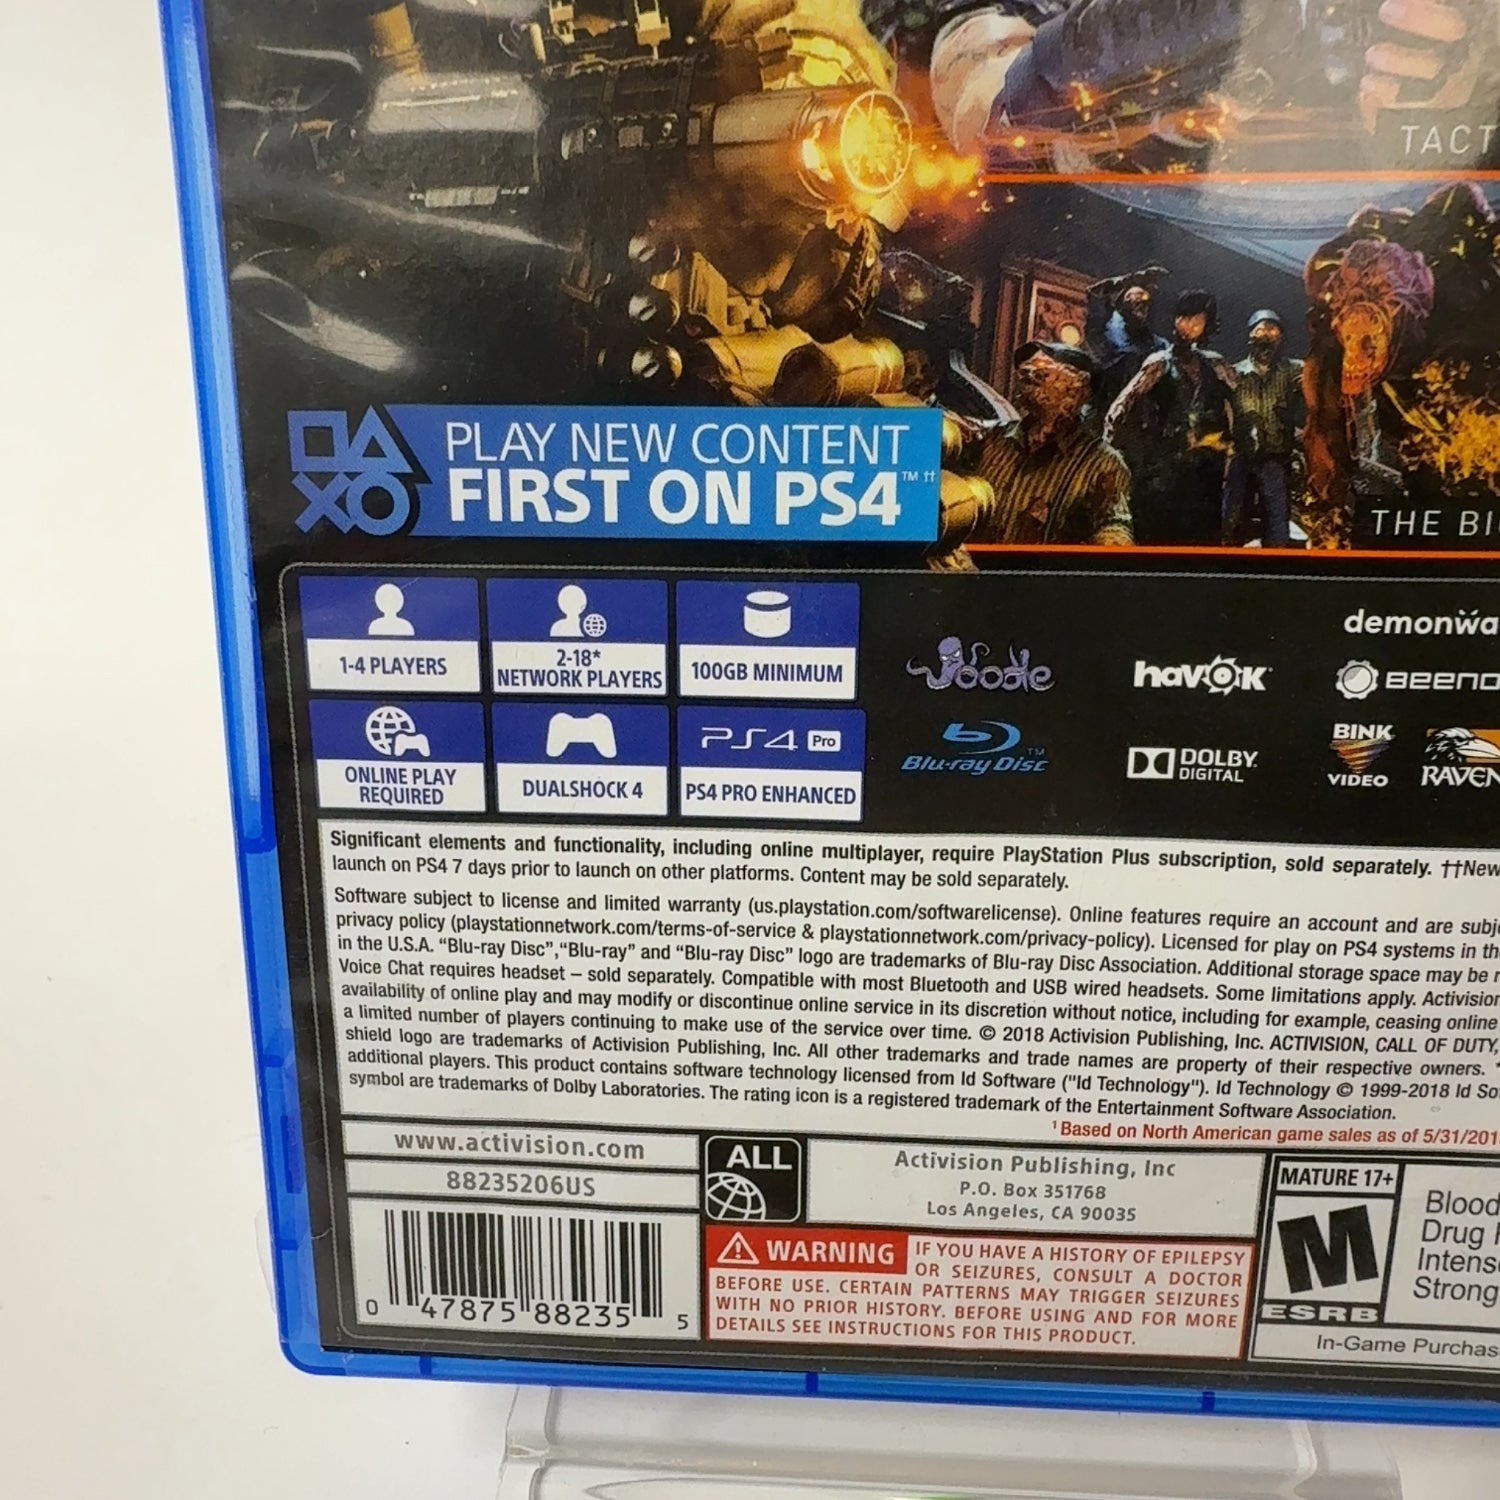 TACT
PLAY NEW CONTENT
FIRST ON PS4™ ††
THE BI
1-4 PLAYERS
2-18*
NETWORK PLAYERS
100GB MINIMUM
ONLINE PLAY
REQUIRED
DUALSHOCK 4
PS4 Pro
PS4 PRO ENHANCED
Oodle
havok
demonwa
BEENO
Blu-ray Disc™
DOLBY
DIGITAL
BINK
VIDEO
RAVEN
Significant elements and functionality, including online multiplayer, require PlayStation Plus subscription, sold separately. ††New
launch on PS4 7 days prior to launch on other platforms. Content may be sold separately.
Software subject to license and limited warranty (us.playstation.com/softwarelicense). Online features require an account and are subje
privacy policy (playstationnetwork.com/terms-of-service & playstationnetwork.com/privacy-policy). Licensed for play on PS4 systems in th
in the U.S.A. “Blu-ray Disc”,“Blu-ray” and “Blu-ray Disc” logo are trademarks of Blu-ray Disc Association. Additional storage space may be r
Voice Chat requires headset – sold separately. Compatible with most Bluetooth and USB wired headsets. Some limitations apply. Activision
availability of online play and may modify or discontinue online service in its discretion without notice, including for example, ceasing online
a limited number of players continuing to make use of the service over time. © 2018 Activision Publishing, Inc. ACTIVISION, CALL OF DUTY,
shield logo are trademarks of Activision Publishing, Inc. All other trademarks and trade names are property of their respective owners. *
additional players. This product contains software technology licensed from Id Software ("Id Technology"). Id Technology © 1999-2018 Id So
symbol are trademarks of Dolby Laboratories. The rating icon is a registered trademark of the Entertainment Software Association.
¹Based on North American game sales as of 5/31/201
www.activision.com
88235206US
ALL
Activision Publishing, Inc
P.O. Box 351768
Los Angeles, CA 90035
0 47875 88235 5
WARNING IF YOU HAVE A HISTORY OF EPILEPSY
OR SEIZURES, CONSULT A DOCTOR
BEFORE USE. CERTAIN PATTERNS MAY TRIGGER SEIZURES
WITH NO PRIOR HISTORY. BEFORE USING AND FOR MORE
DETAILS SEE INSTRUCTIONS FOR THIS PRODUCT.
MATURE 17+
M
ESRB
Blood
Drug
Intens
Strong
In-Game Purchas